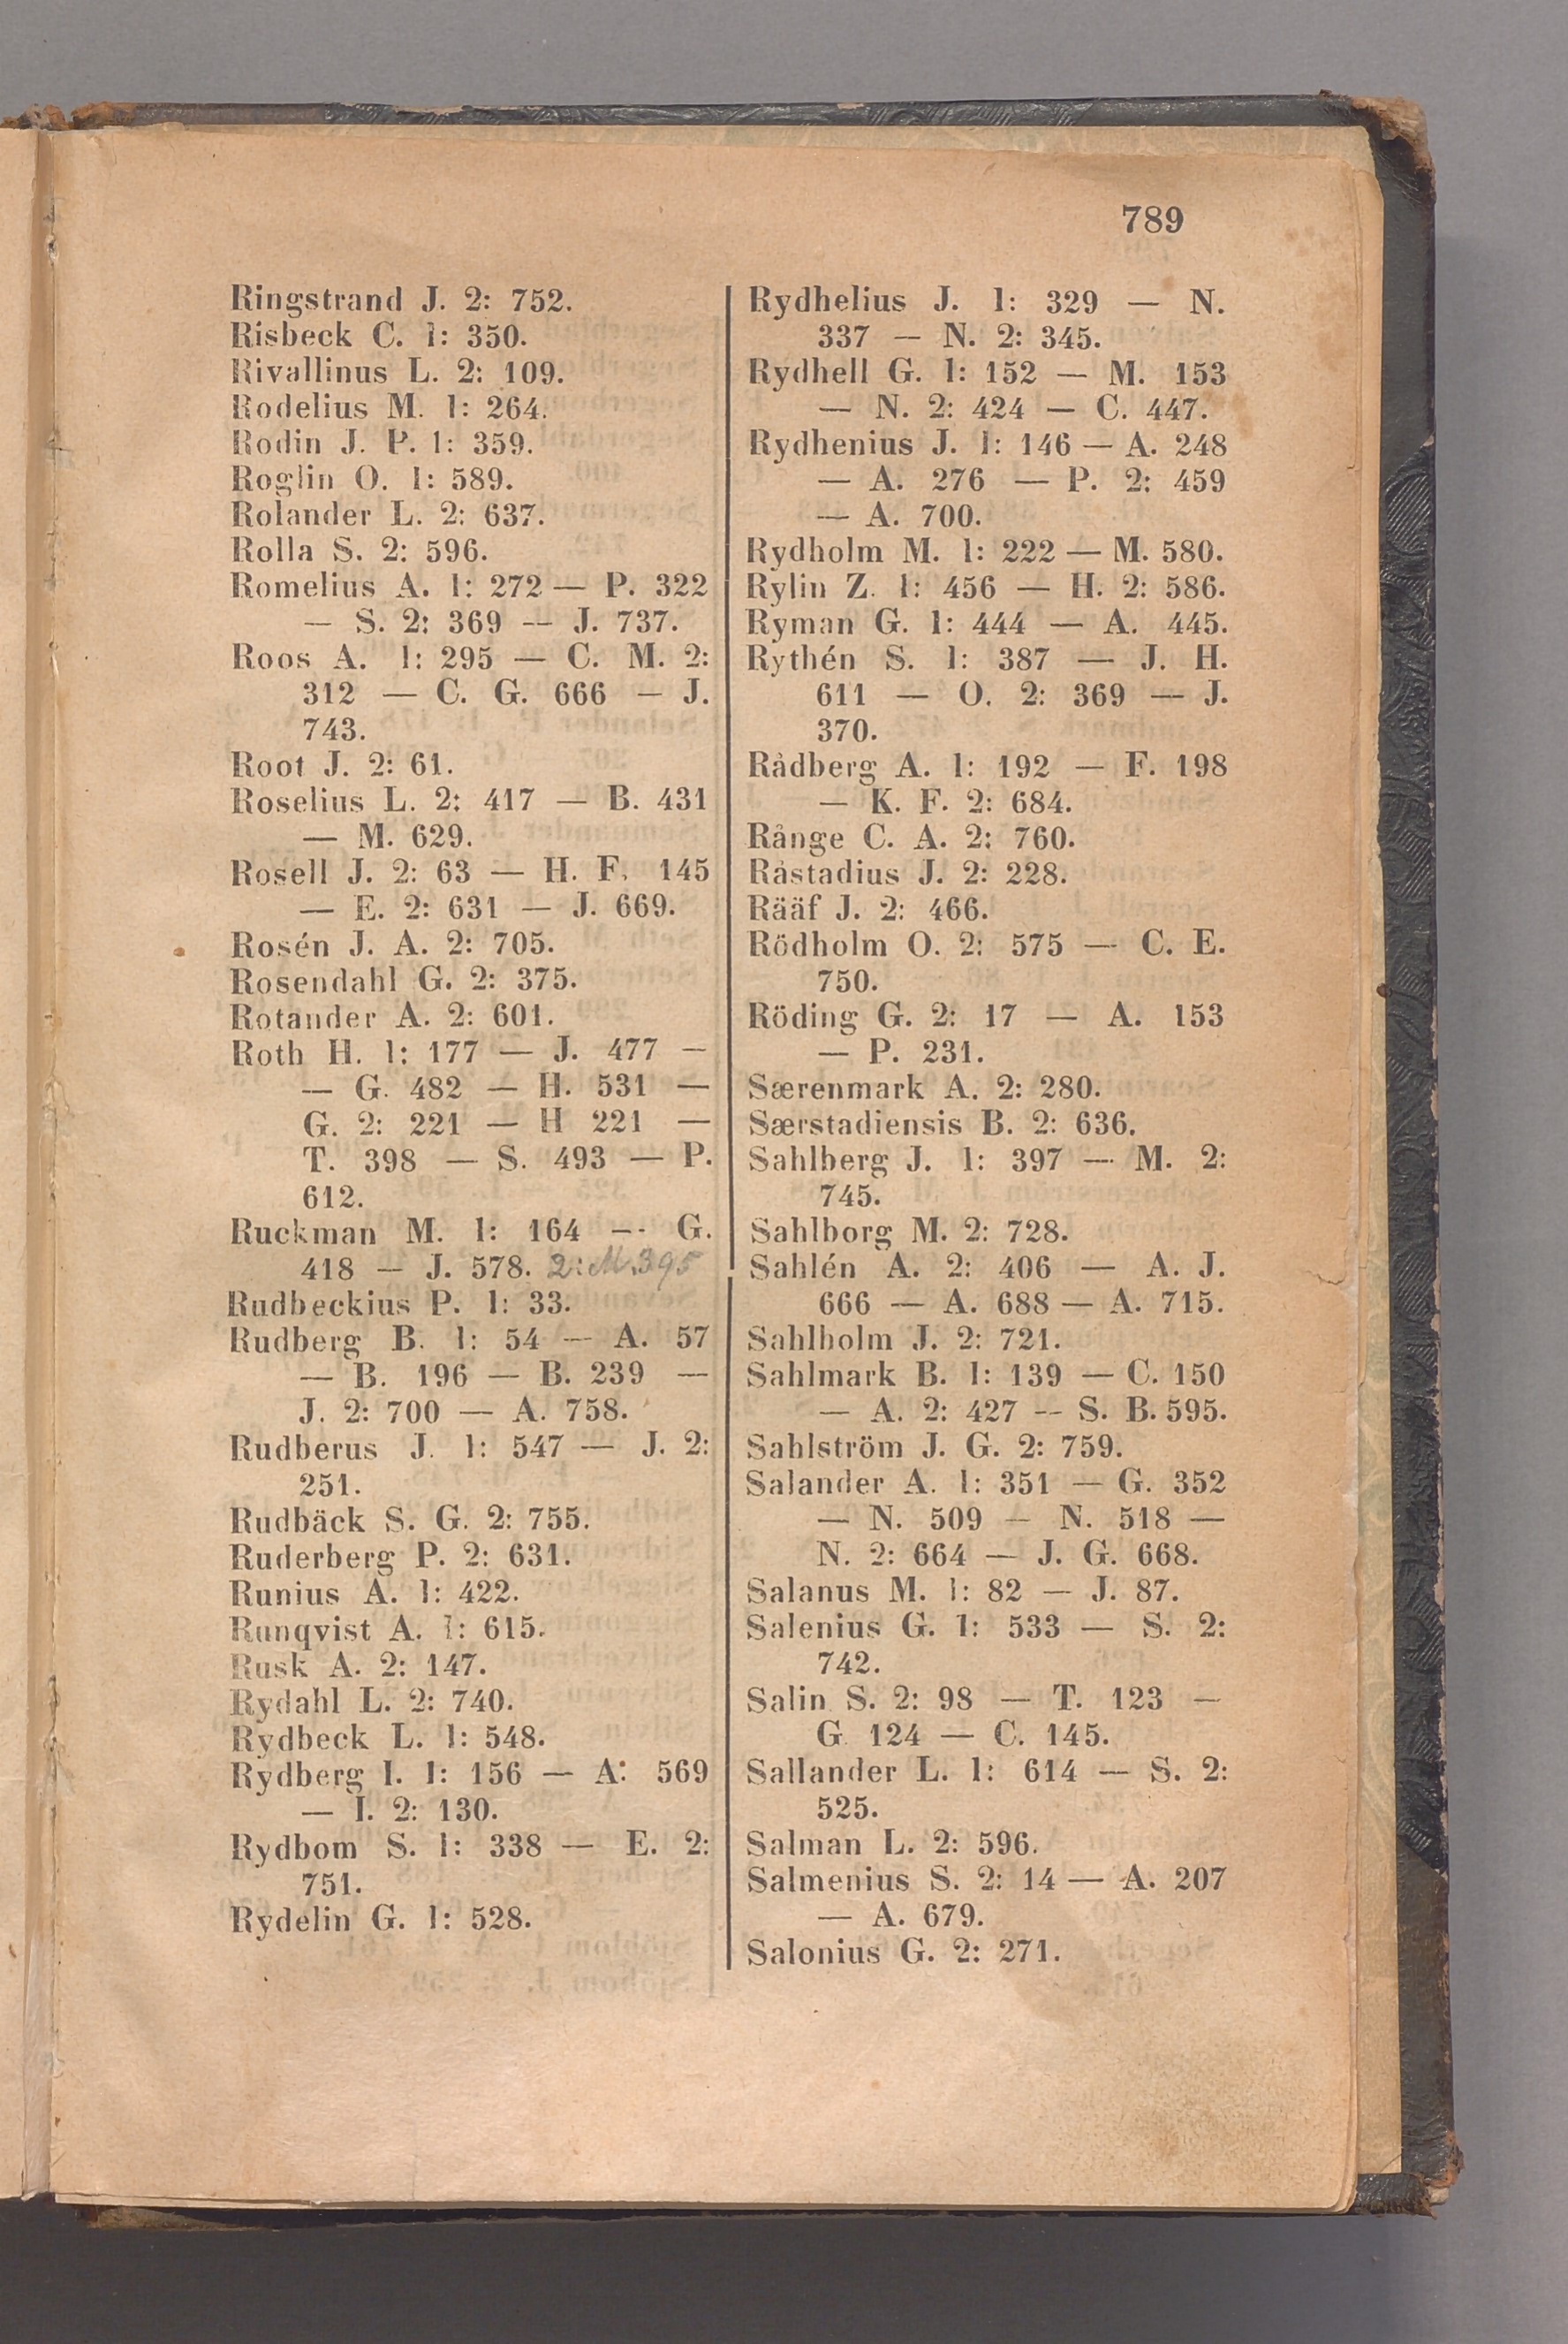 789
Ringstrand J. 2: 752.
Risbeck C. 1: 350.
Rivallinus L. 2: 109.
Rodelius M. 1: 264.
Rodin J. P. 1: 359.
Roglin O. 1: 589.
Rolander L. 2: 637.
Rolla S. 2: 596.
Romelius A. 1: 272 — P. 322
— S. 2: 369 — J. 737.
Roos A. 1: 295 — C. M. 2:
312 — C. G. 666 — J.
743.
Root J. 2: 61.
Roselius L. 2: 417 — B. 431
— M. 629.
Rosell J. 2: 63 — H. F. 145
— E. 2: 631 — J. 669.
Rosén J. A. 2: 705.
Rosendahl G. 2: 375.
Rotander A. 2: 601.
Roth H. 1: 177 — J. 477 —
— G. 482 — H. 531 —
G. 2: 221 — H 221 —
T. 398 — S. 493 — P.
612.
Ruckman M. 1: 164 — G.
418 — J. 578. 2: M. 395
Rudbeckius P. 1: 33.
Rudberg B. 1: 54 — A. 57
— B. 196 — B. 239 —
J. 2: 700 — A. 758.
Rudberus J. 1: 547 — J. 2:
251.
Rudbäck S. G. 2: 755.
Ruderberg P. 2: 631.
Runius A. 1: 422.
Runqvist A. 1: 615.
Rusk A. 2: 147.
Rydahl L. 2: 740.
Rydbeck L. 1: 548.
Rydberg I. 1: 156 — A: 569
— I. 2: 130.
Rydbom S. 1: 338 — E. 2:
751.
Rydelin G. 1: 528.
Rydhelius J. 1: 329 — N.
337 — N. 2: 345.
Rydhell G. 1: 152 — M. 153
— N. 2: 424 — C. 447.
Rydhenius J. 1: 146 — A. 248
— A. 276 — P. 2: 459
— A. 700.
Rydholm M. 1: 222 — M. 580.
Rylin Z. 1: 456 — H. 2: 586.
Ryman G. 1: 444 — A. 445.
Rythén S. 1: 387 — J. H.
611 — O. 2: 369 — J.
370.
Rådberg A. 1: 192 — F. 198
— K. F. 2: 684.
Rånge C. A. 2: 760.
Råstadius J. 2: 228.
Rääf J. 2: 466.
Rödholm O. 2: 575 — C. E.
750.
Röding G. 2: 17 — A. 153
— P. 231.
Særenmark A. 2: 280.
Særstadiensis B. 2: 636.
Sahlberg J. 1: 397 — M. 2:
745.
Sahlborg M. 2: 728.
Sahlén A. 2: 406 — A. J.
666 — A. 688 — A. 715.
Sahlholm J. 2: 721.
Sahlmark B. 1: 139 — C. 150
— A. 2: 427 — S. B. 595.
Sahlström J. G. 2: 759.
Salander A. 1: 351 — G. 352
— N. 509 — N. 518 —
N. 2: 664 — J. G. 668.
Salanus M. 1: 82 — J. 87.
Salenius G. 1: 533 — S. 2:
742.
Salin S. 2: 98 — T. 123 —
G. 124 — C. 145.
Sallander L. 1: 614 — S. 2:
525.
Salman L. 2: 596.
Salmenius S. 2: 14 — A. 207
— A. 679.
Salonius G. 2: 271.